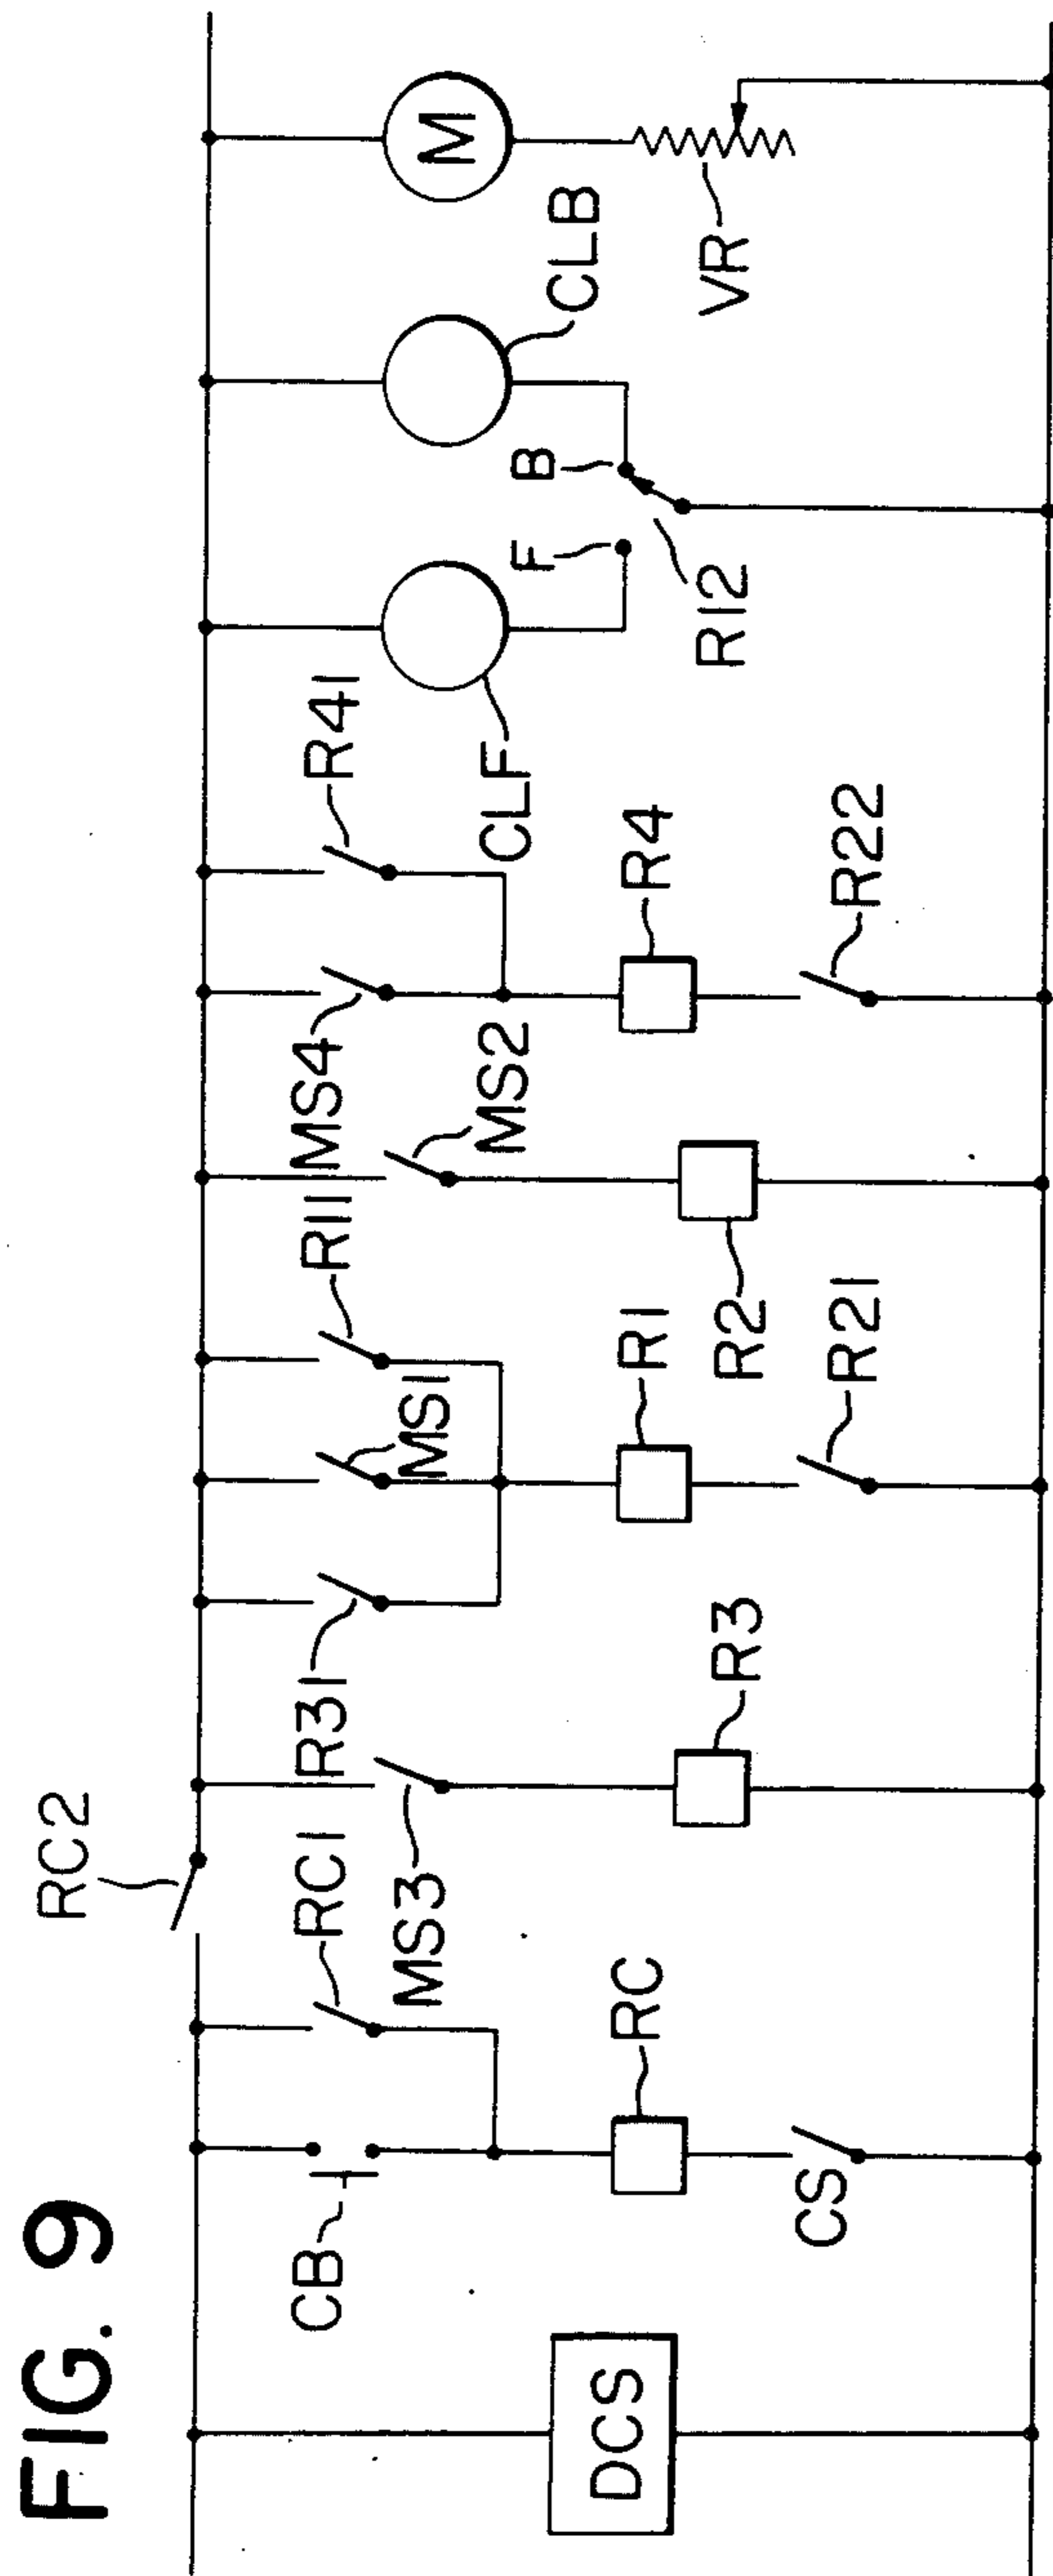 FIG. 9
DCS
CB
RC1
RC
CS
RC2
MS3
R3
R31
MS1
R11
R1
R21
MS2
R2
MS4
R41
R4
R22
CLF
F
B
R12
CLB
M
VR